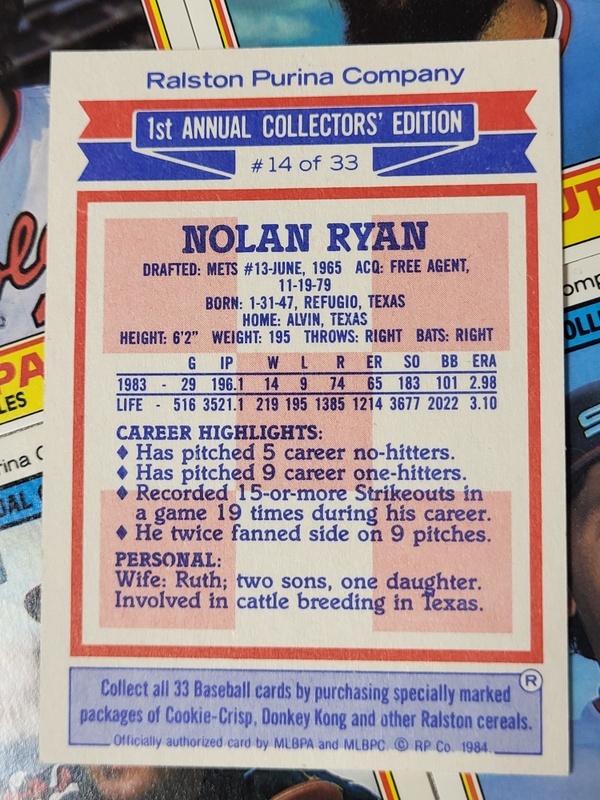 Ralston Purina Company
1st ANNUAL COLLECTORS' EDITION
#14 of 33
NOLAN RYAN
DRAFTED: METS #13-JUNE, 1965 ACQ: FREE AGENT,
11-19-79
BORN: 1-31-47, REFUGIO, TEXAS
HOME: ALVIN, TEXAS
HEIGHT: 6'2" WEIGHT: 195 THROWS: RIGHT BATS: RIGHT
G IP W L R ER SO BB ERA
1983 - 29 196.1 14 9 74 65 183 101 2.98
LIFE - 516 3521.1 219 195 1385 1214 3677 2022 3.10
CAREER HIGHLIGHTS:
♦ Has pitched 5 career no-hitters.
♦ Has pitched 9 career one-hitters.
♦ Recorded 15-or-more Strikeouts in
a game 19 times during his career.
♦ He twice fanned side on 9 pitches.
PERSONAL:
Wife: Ruth; two sons, one daughter.
Involved in cattle breeding in Texas.
®
Collect all 33 Baseball cards by purchasing specially marked
packages of Cookie-Crisp, Donkey Kong and other Ralston cereals.
Officially authorized card by MLBPA and MLBPC. © RP Co. 1984